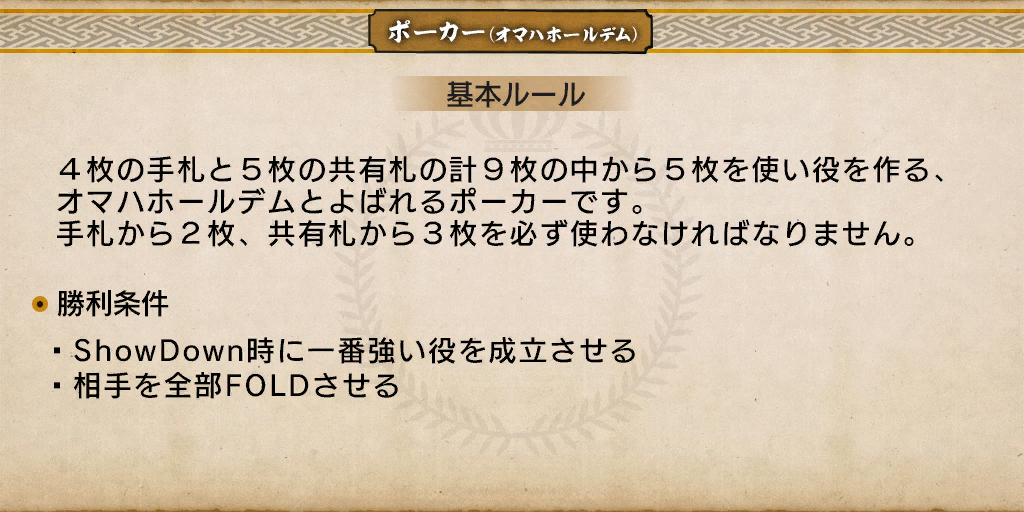 ポーカー(オマハホールデム)
基本ルール
４枚の手札と５枚の共有札の計９枚の中から５枚を使い役を作る、
オマハホールデムとよばれるポーカーです。
手札から２枚、共有札から３枚を必ず使わなければなりません。
勝利条件
・ShowDown時に一番強い役を成立させる
・相手を全部FOLDさせる